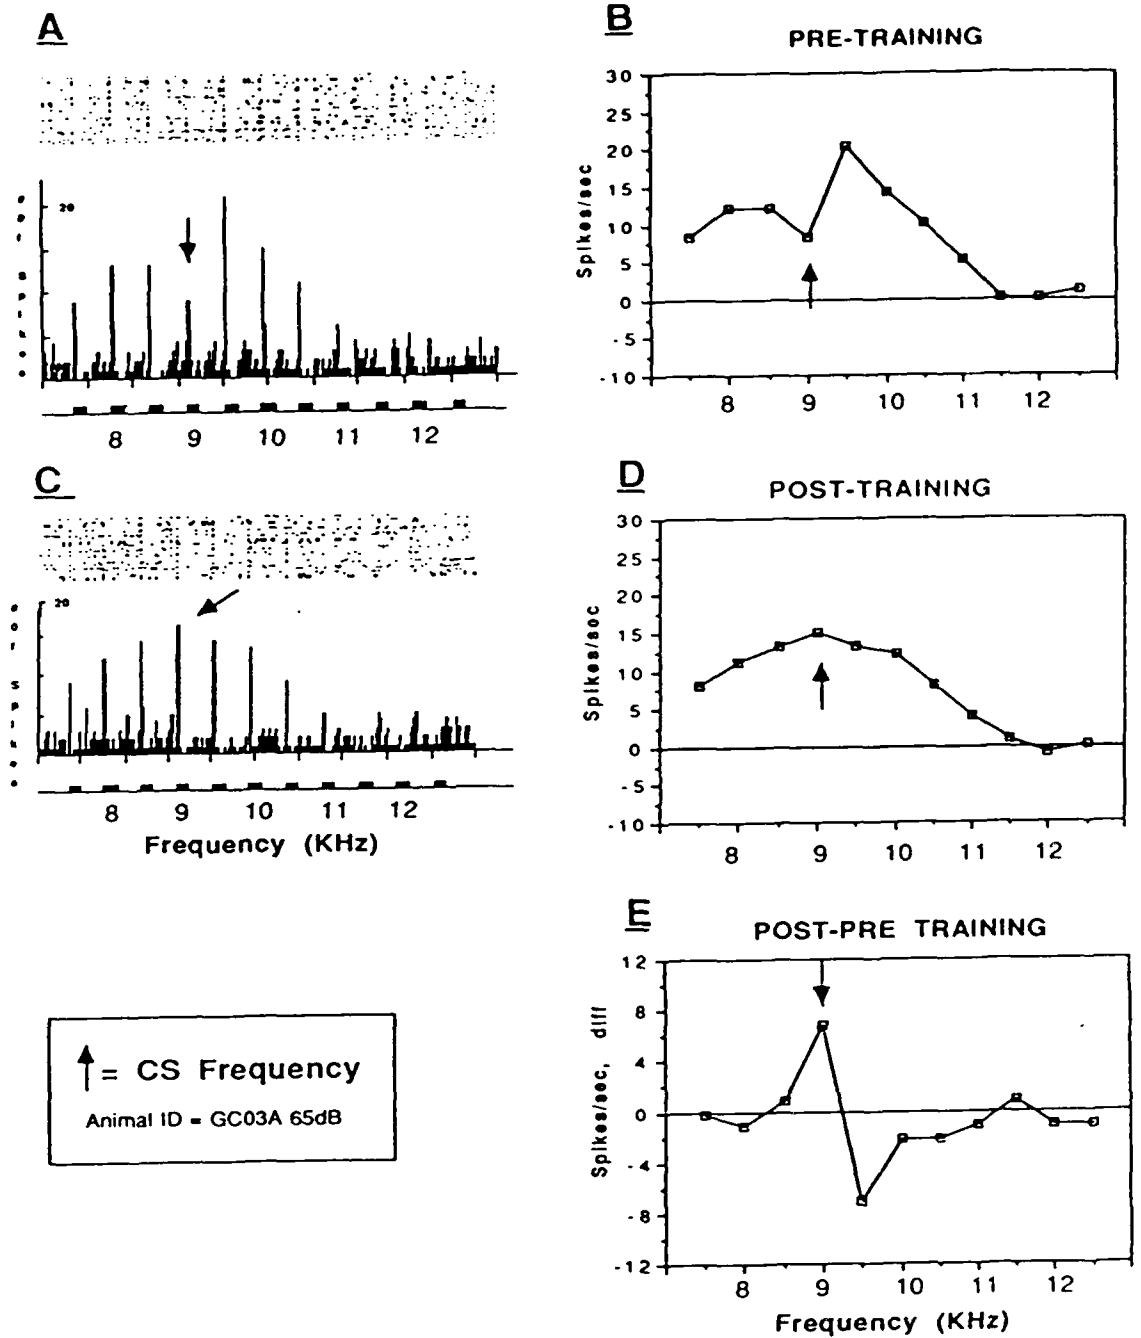 A
20
8 9 10 11 12
B
PRE-TRAINING
Spikes/sec
30
25
20
15
10
5
0
-5
-10
8 9 10 11 12
C
20
8 9 10 11 12
Frequency (KHz)
D
POST-TRAINING
Spikes/sec
30
25
20
15
10
5
0
-5
-10
8 9 10 11 12
E
POST-PRE TRAINING
Spikes/sec, diff
12
8
4
0
-4
-8
-12
8 9 10 11 12
Frequency (KHz)
= CS Frequency
Animal ID = GC03A 65dB